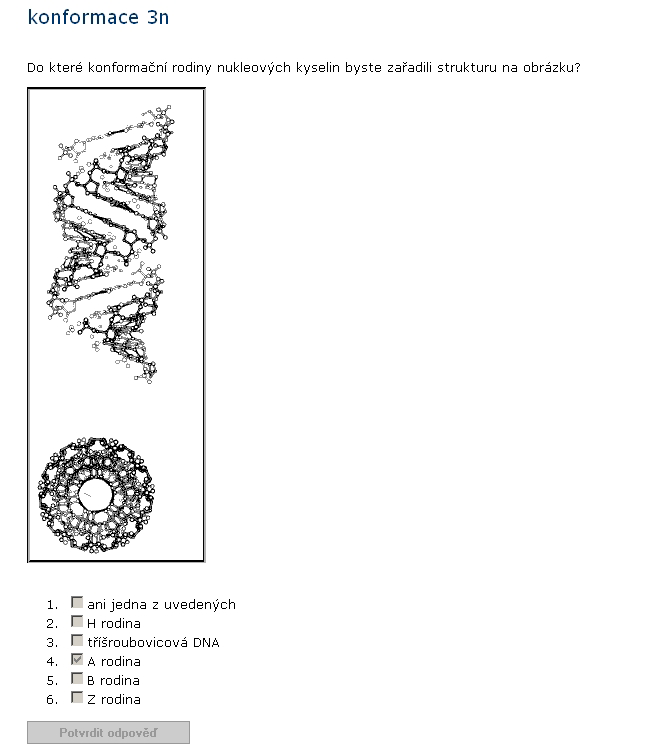 konformace 3n
Do které konformační rodiny nukleových kyselin byste zařadili strukturu na obrázku?
1. ani jedna z uvedených
2. H rodina
3. tříšroubovicová DNA
4. A rodina
5. B rodina
6. Z rodina
Potvrdit odpověď